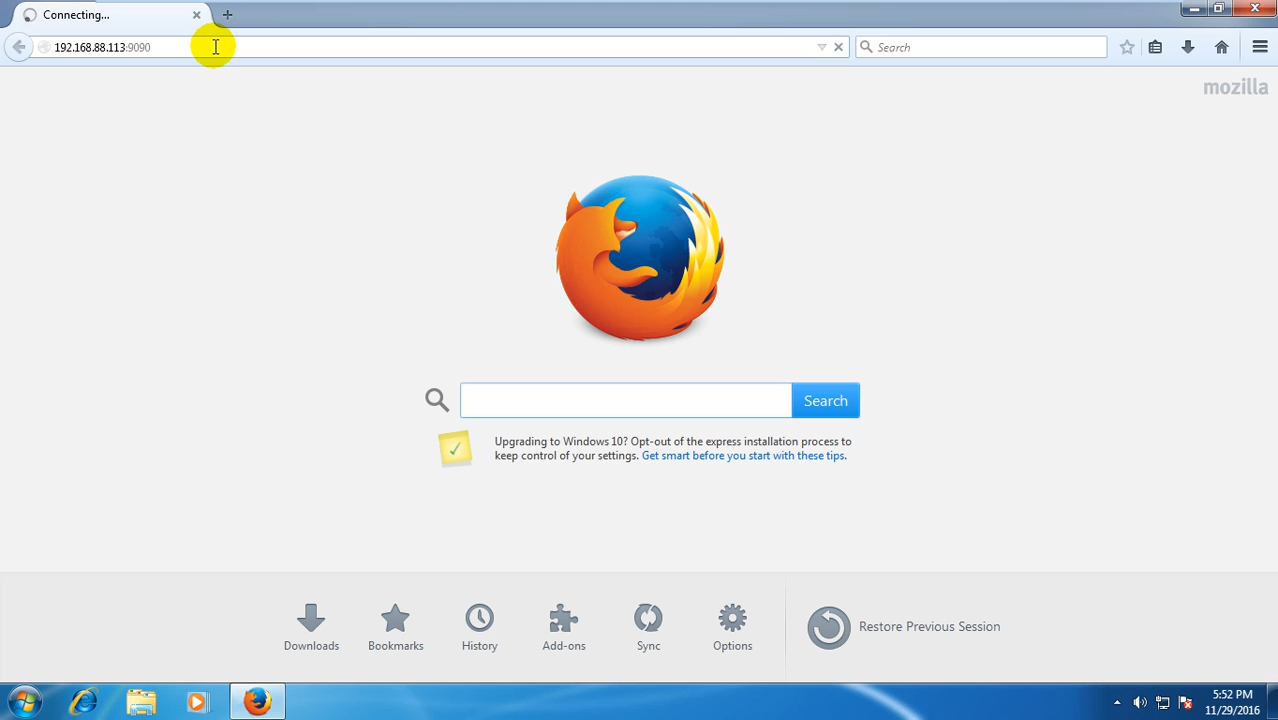 Connecting...
192.168.88.113:9090
Search
mozilla
Search
Upgrading to Windows 10? Opt-out of the express installation process to
keep control of your settings. Get smart before you start with these tips.
Downloads
Bookmarks
History
Add-ons
Sync
Options
Restore Previous Session
5:52 PM
11/29/2016